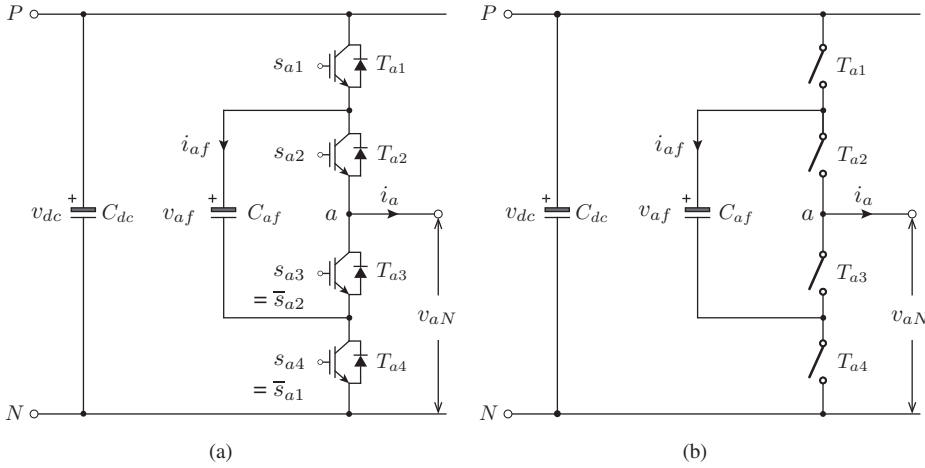 P
s_{a1}
T_{a1}
i_{af}
s_{a2}
T_{a2}
+
+
v_{dc}
C_{dc}
v_{af}
C_{af}
a
i_a
s_{a3}
= \overline{s}_{a2}
T_{a3}
v_{aN}
s_{a4}
= \overline{s}_{a1}
T_{a4}
N
(a)
P
T_{a1}
i_{af}
T_{a2}
+
+
v_{dc}
C_{dc}
v_{af}
C_{af}
a
i_a
T_{a3}
v_{aN}
T_{a4}
N
(b)